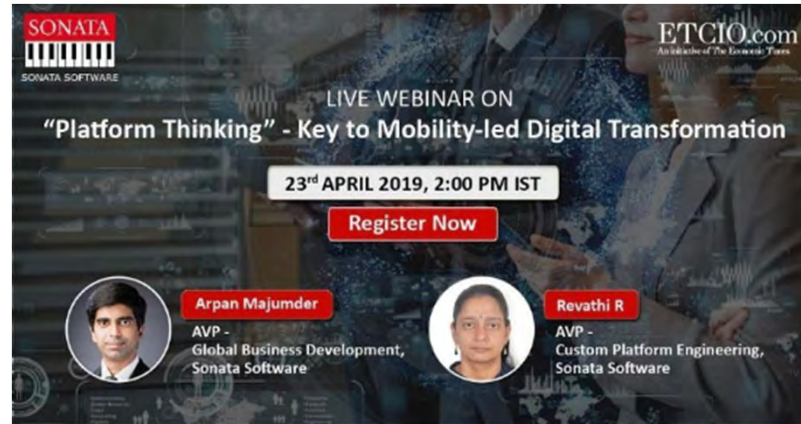 SONATA
SONATA SOFTWARE
ETCIO.com
An initiative of The Economic Times
LIVE WEBINAR ON
“Platform Thinking” - Key to Mobility-led Digital Transformation
23rd APRIL 2019, 2:00 PM IST
Register Now
Arpan Majumder
AVP -
Global Business Development,
Sonata Software
Revathi R
AVP -
Custom Platform Engineering,
Sonata Software